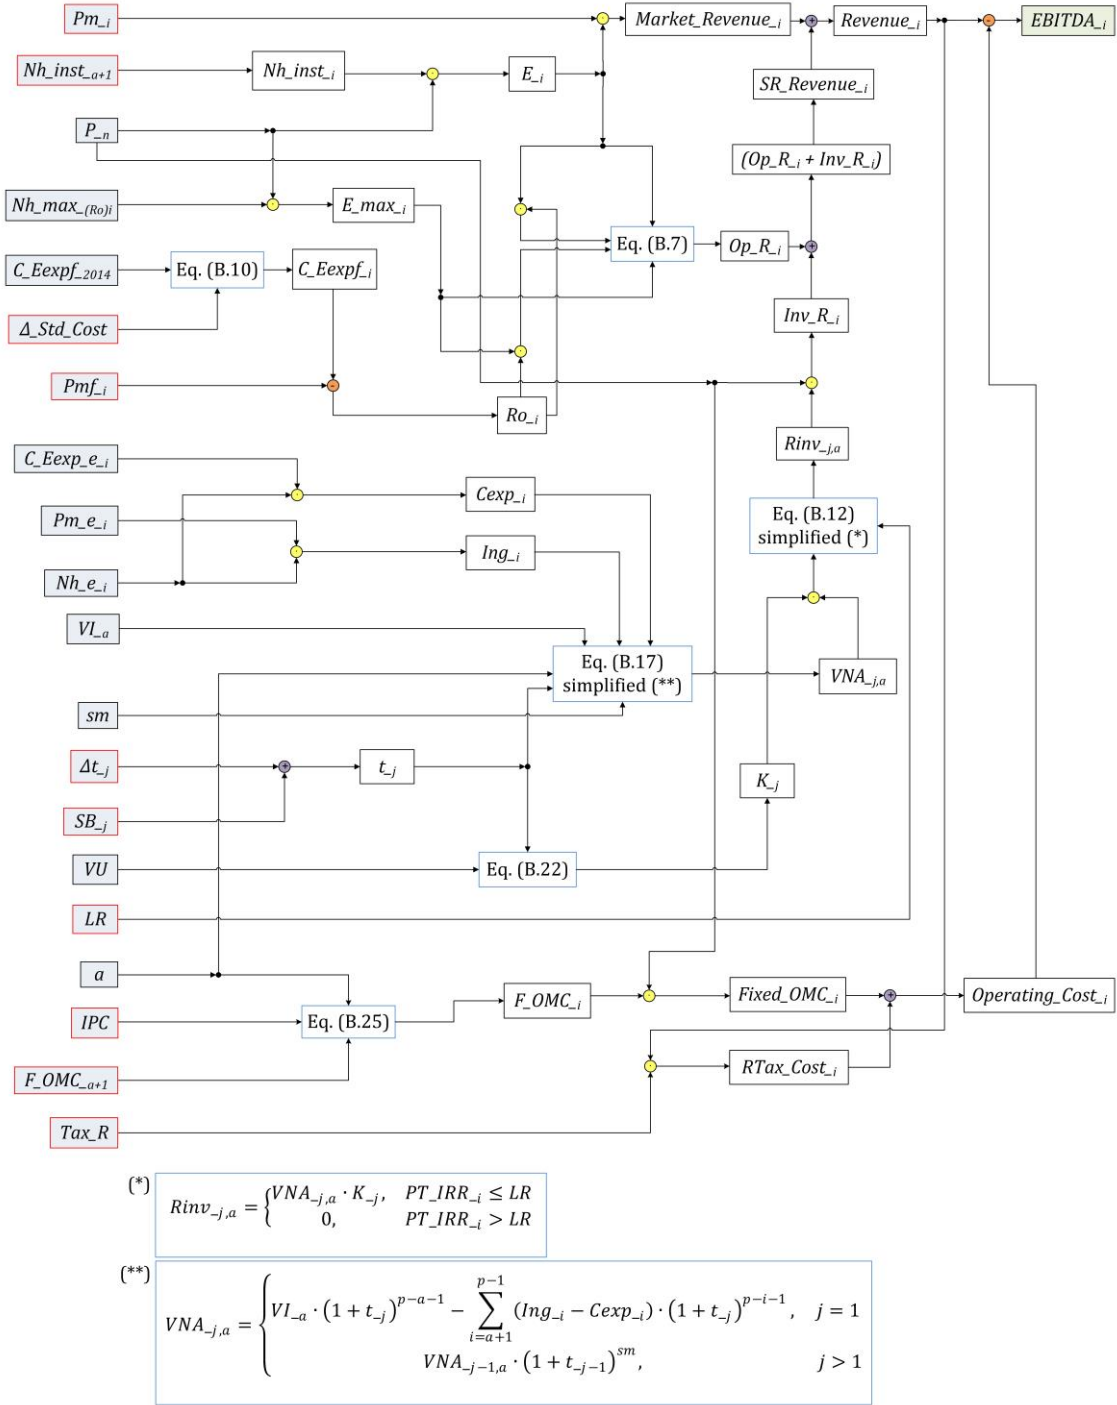 Pm_i
Market_Revenue_i
+
Revenue_i
-
EBITDA_i
Nh_inst_a+1
Nh_inst_i
E_i
SR_Revenue_i
P_n
(Op_R_i + Inv_R_i)
Nh_max_(Ro)i
E_max_i
Eq. (B.7)
Op_R_i
+
C_Eexpf_2014
Eq. (B.10)
C_Eexpf_i
Inv_R_i
Δ_Std_Cost
Pmf_i
-
Ro_i
Rinv_j,a
C_Eexp_e_i
Cexp_i
Eq. (B.12)
simplified (*)
Pm_e_i
Ing_i
Nh_e_i
VI_a
Eq. (B.17)
simplified (**)
VNA_j,a
sm
Δt_j
+
t_j
K_j
SB_j
VU
Eq. (B.22)
LR
a
F_OMC_i
Fixed_OMC_i
+
Operating_Cost_i
IPC
Eq. (B.25)
RTax_Cost_i
F_OMC_a+1
Tax_R
(*)
Rinv_j,a = { VNA_j,a · K_j, PT_IRR_i ≤ LR
0, PT_IRR_i > LR
(**)
VNA_j,a = { VI_a · (1 + t_j)^p−a−1 − ∑_{i=a+1}^{p−1} (Ing_i − Cexp_i) · (1 + t_j)^p−i−1, j = 1
VNA_j−1,a · (1 + t_j−1)^sm, j > 1